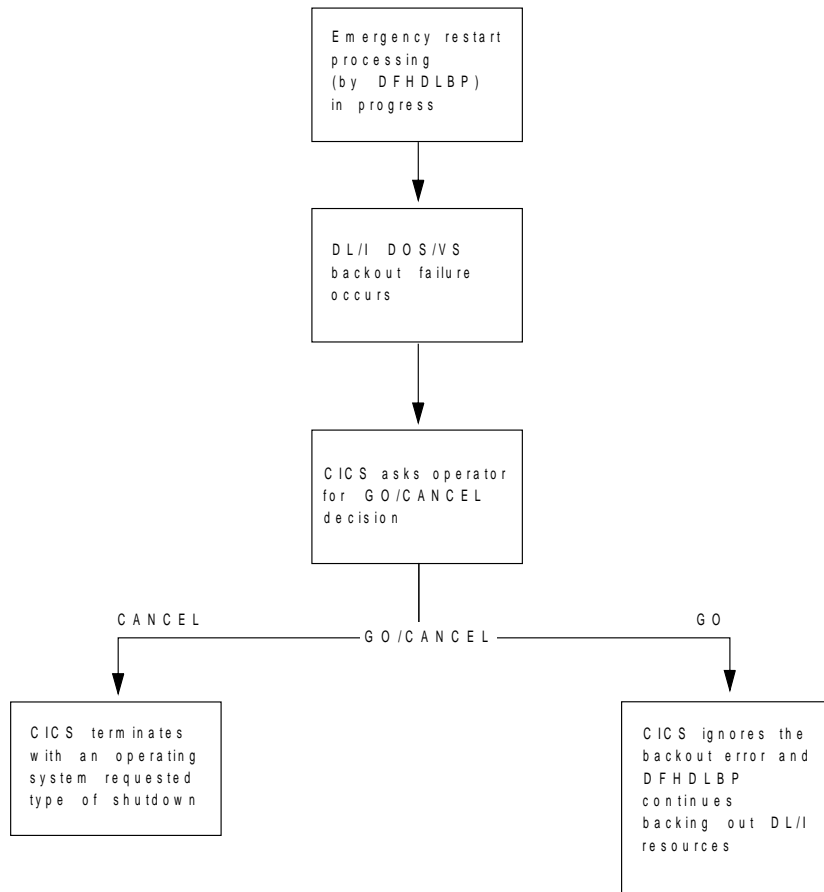 Emergency restart
processing
(by DFHDLBP)
in progress
DL/I DOS/VS
backout failure
occurs
CICS asks operator
for GO/CANCEL
decision
CANCEL
GO/CANCEL
GO
CICS terminates
with an operating
system requested
type of shutdown
CICS ignores the
backout error and
DFHDLBP
continues
backing out DL/I
resources